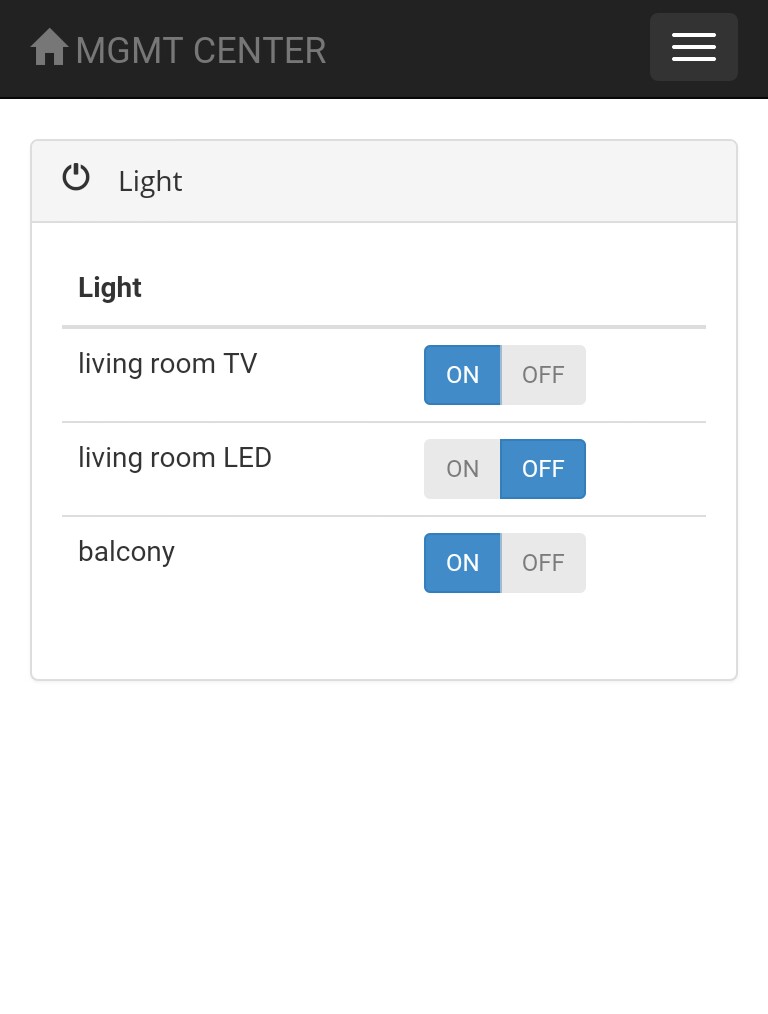 MGMT CENTER
Light
Light
living room TV ON OFF
living room LED ON OFF
balcony ON OFF